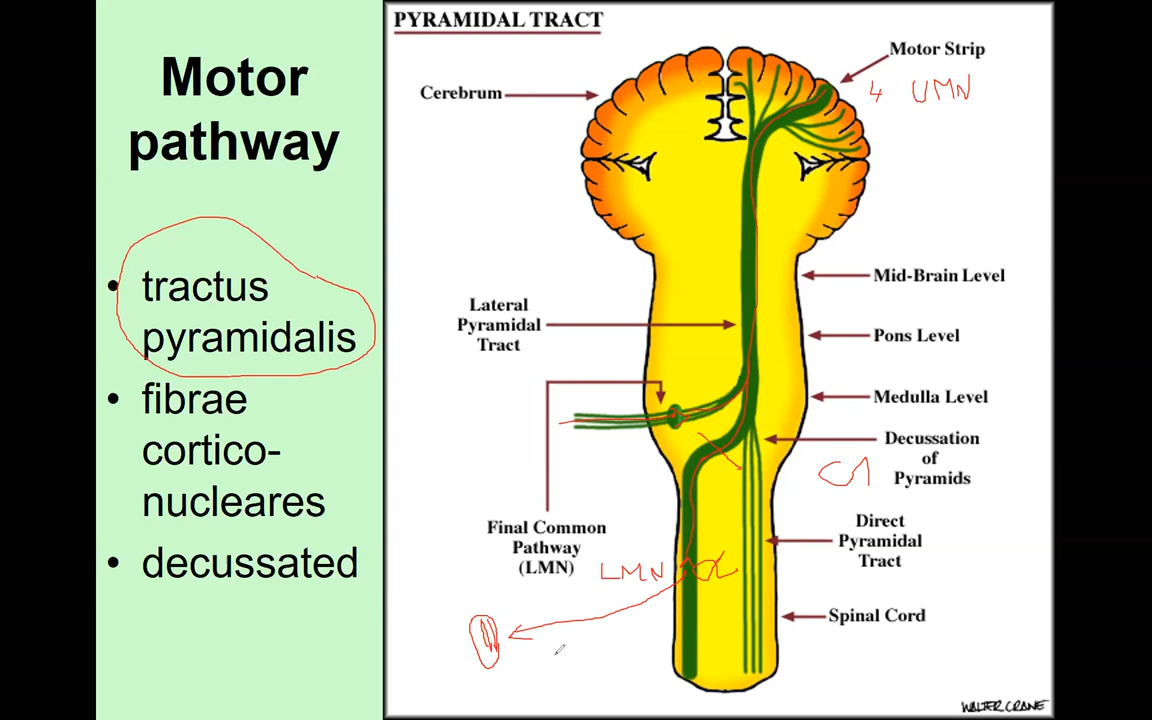 Motor
pathway
• tractus
pyramidalis
• fibrae
cortico-
nucleares
• decussated
PYRAMIDAL TRACT
Motor Strip
Cerebrum
4 UMN
Mid-Brain Level
Lateral
Pyramidal
Tract
Pons Level
Medulla Level
Decussation
of
Pyramids
C1
Final Common
Pathway
(LMN)
Direct
Pyramidal
Tract
LMN α
Spinal Cord
WALTER CRANE